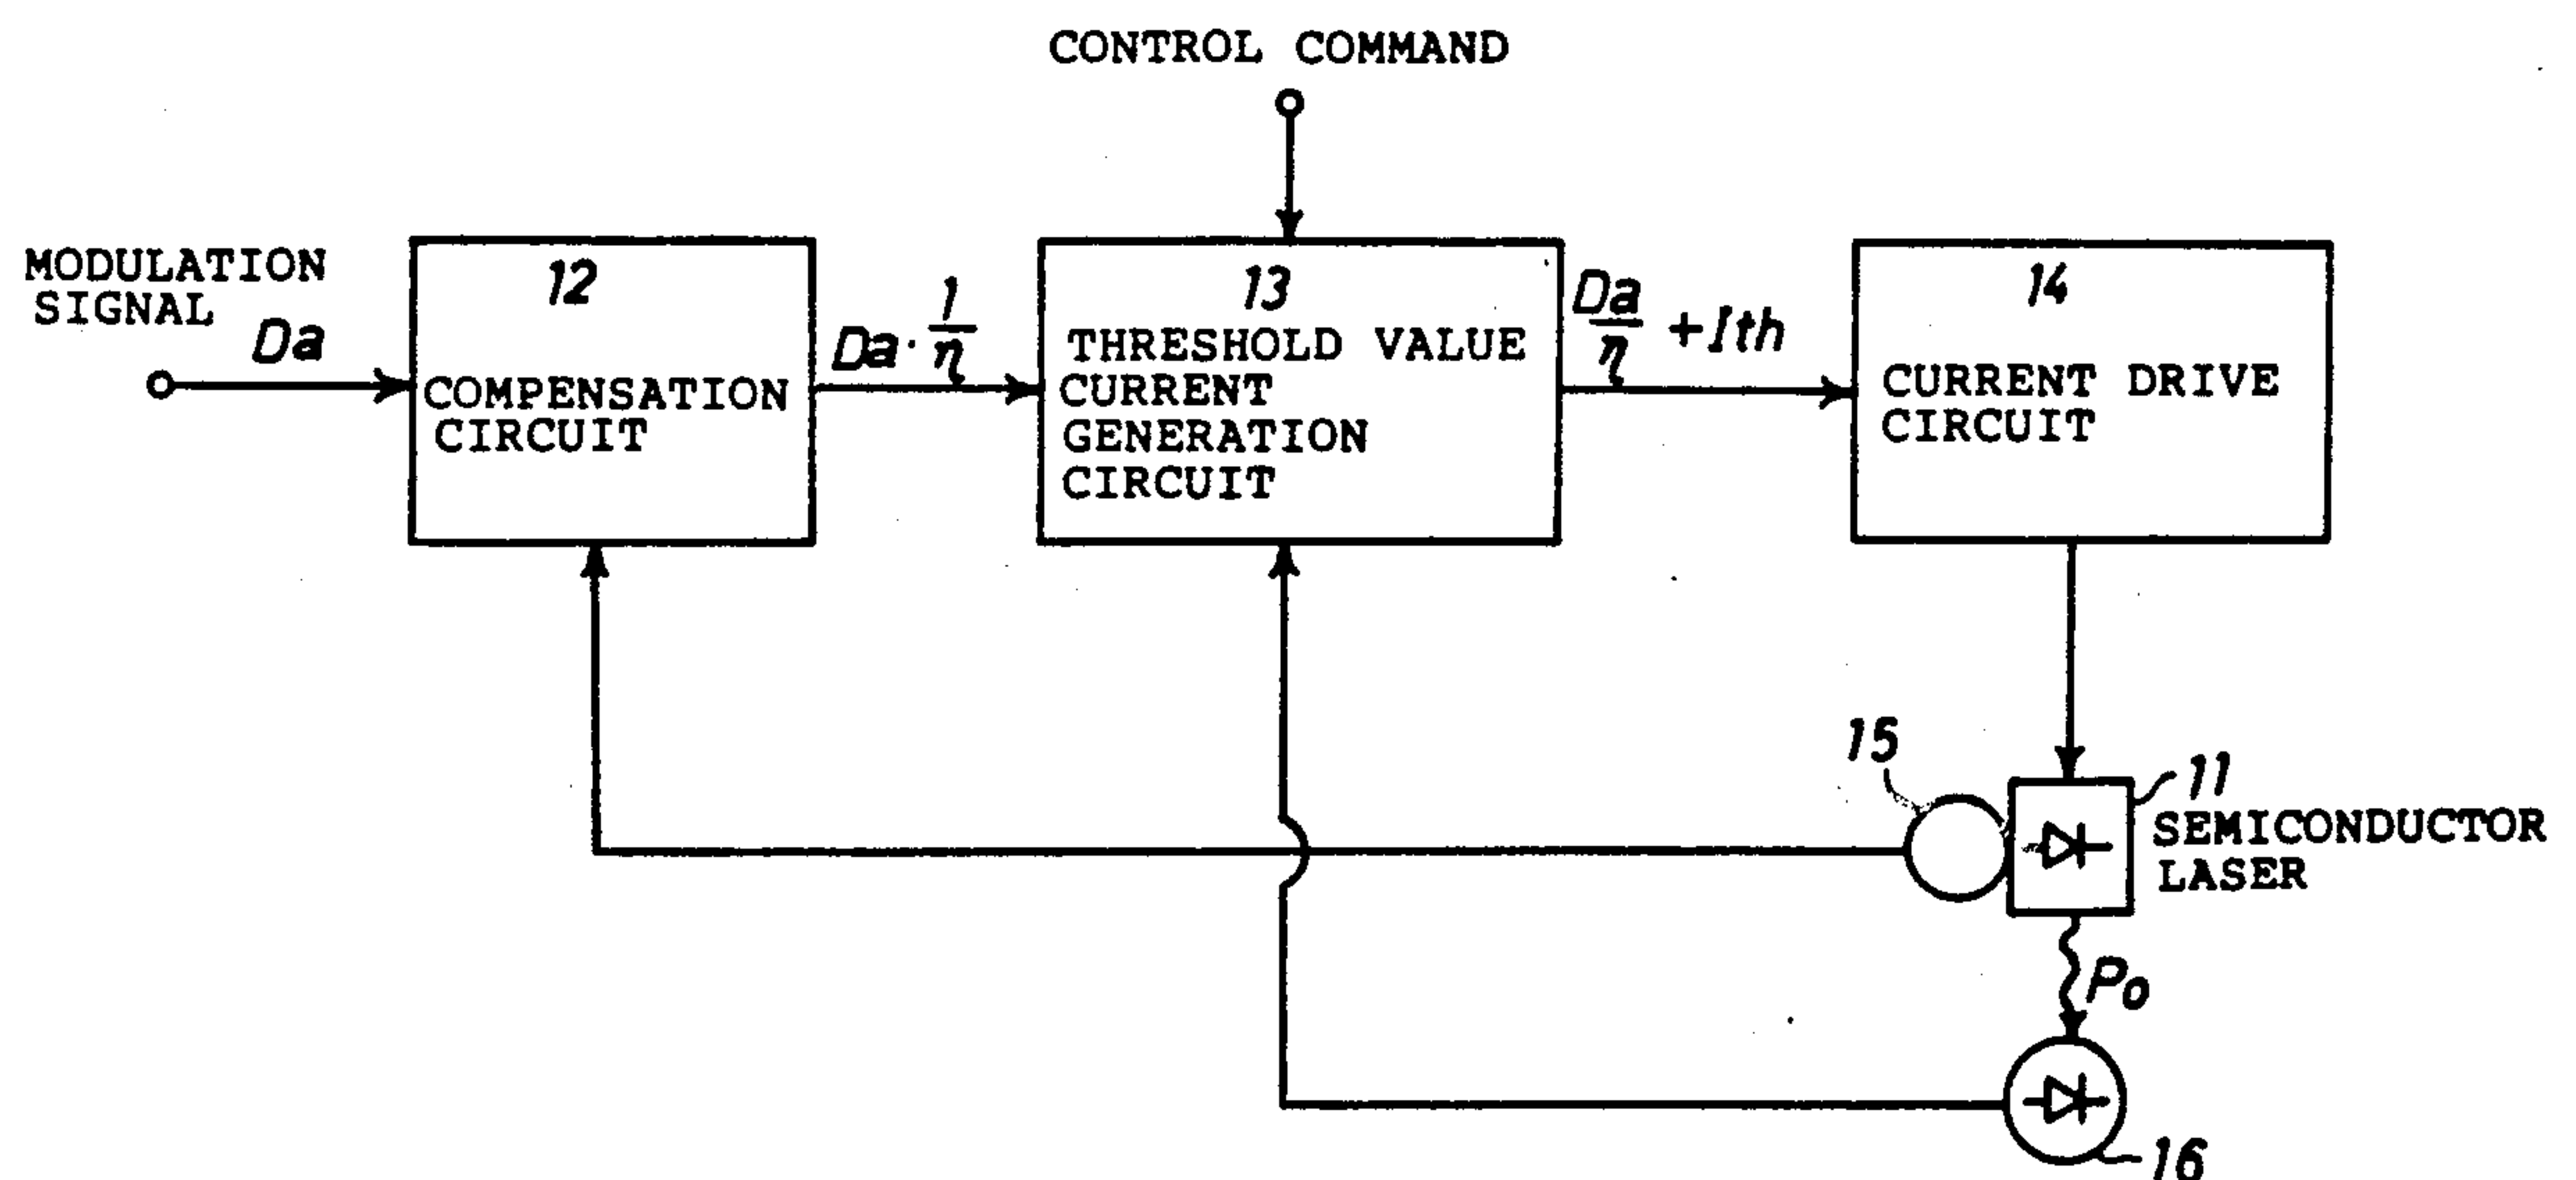 CONTROL COMMAND
MODULATION
SIGNAL
Da
12
COMPENSATION
CIRCUIT
Da · 1/η
13
THRESHOLD VALUE
CURRENT
GENERATION
CIRCUIT
Da/η + Ith
14
CURRENT DRIVE
CIRCUIT
15
11
SEMICONDUCTOR
LASER
Po
16